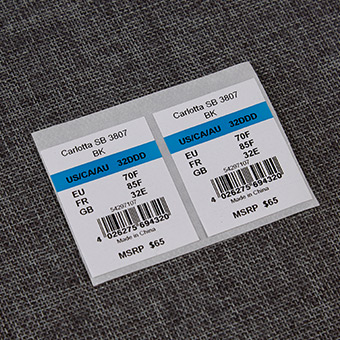 Carlotta SB 3807
BK
US/CA/AU 32DDD
EU 70F
FR 85F
GB 32E
54297107
4 026275 694320
Made in China
MSRP $65
Carlotta SB 3807
BK
US/CA/AU 32DDD
EU 70F
FR 85F
GB 32E
54297107
4 026275 694320
Made in China
MSRP $65